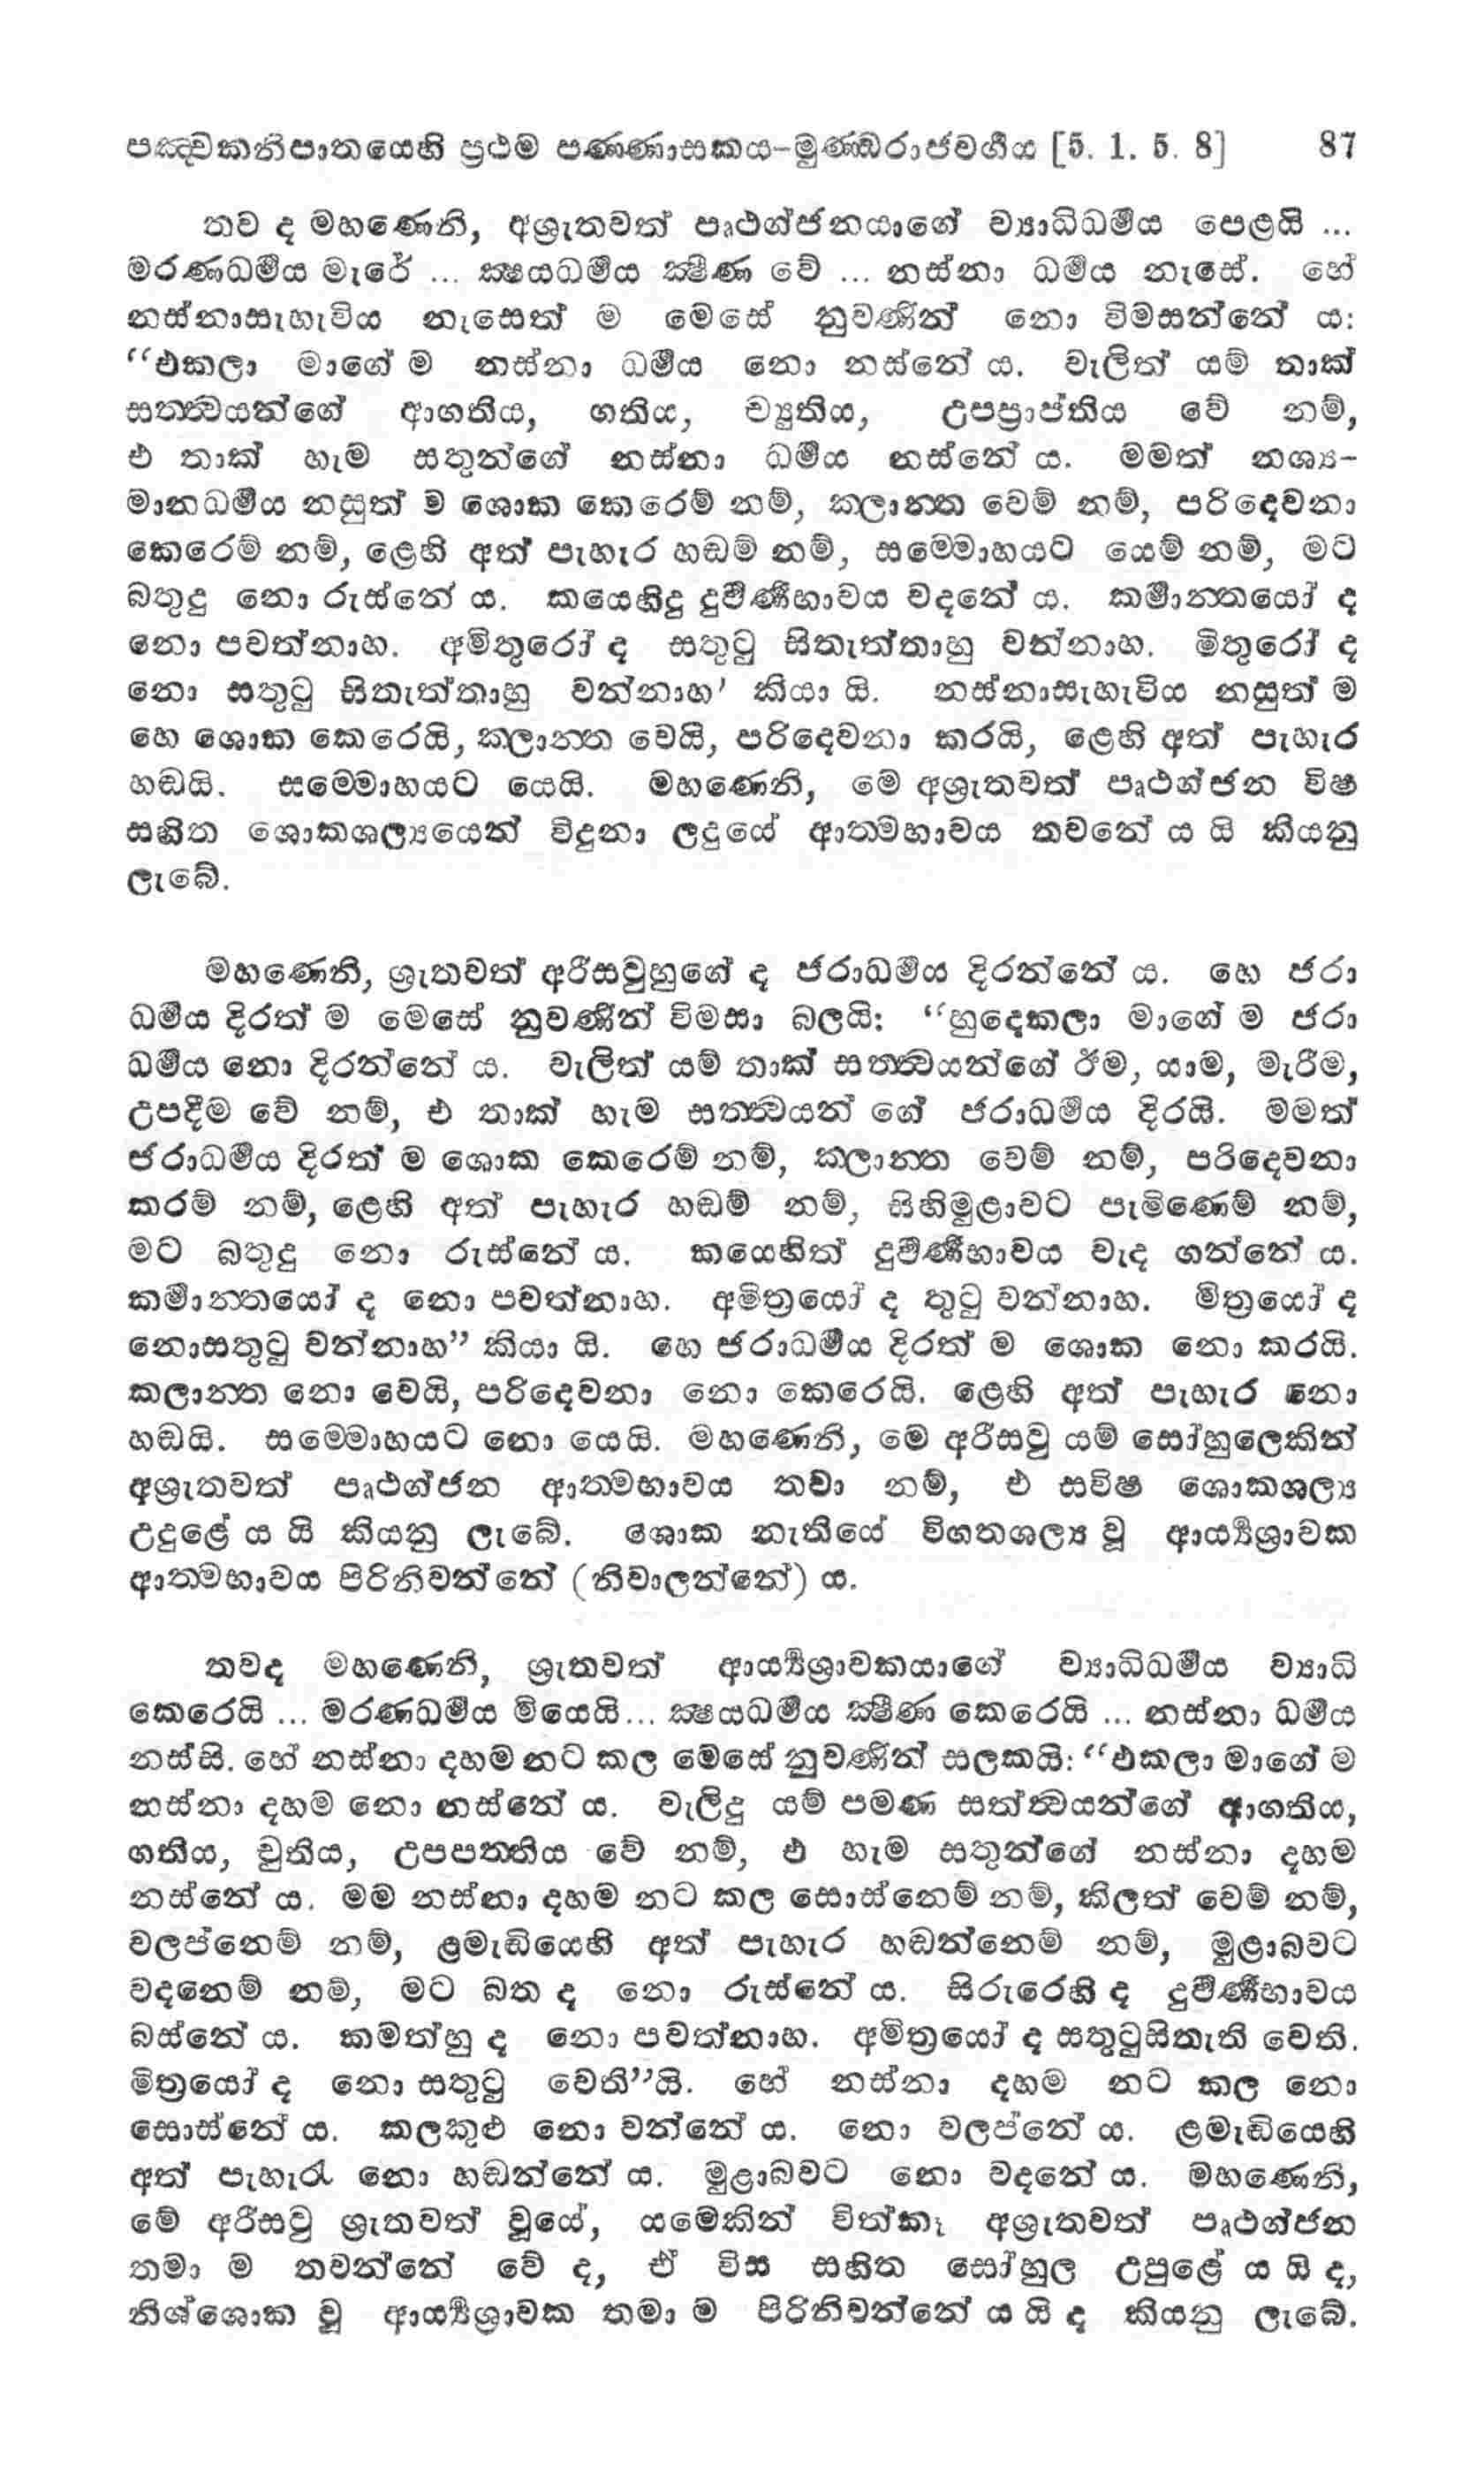 පඤ්චකනිපාතයෙහි ප්‍රථම පණ්ණාසකය-මුණ්ඩරාජවර්ගය [5. 1. 5. 8] 87
තව ද මහණෙනි, අශ්‍රැතවත් පෘථග්ජනයාගේ ව්‍යාධිධර්මය පෙළයි ...
මරණධර්මය මැරේ ... ක්‍ෂයධර්මය ක්‍ෂීණ වේ ... නස්නා ධර්මය නැසේ. හේ
නස්නාසැහැවිය නැසෙත් ම මෙසේ නුවණින් නො විමසන්නේ ය:
“එකලා මාගේ ම නස්නා ධර්මය නො නස්නේ ය. වැලිත් යම් තාක්
සත්ත්‍වයන්ගේ ආගතිය, ගතිය, ච්‍යුතිය, උපප්‍රාප්තිය වේ නම්,
එ තාක් හැම සතුන්ගේ නස්නා ධර්මය නස්නේ ය. මමත් නශ්‍ය-
මානධර්මය නසුත් ම ශොක කෙරෙම් නම්, ක්ලාන්ත වෙම් නම්, පරිදෙවනා
කෙරෙම් නම්, ළෙහි අත් පැහැර හඬම් නම්, සම්මොහයට යෙම් නම්, මට
බතුදු නො රුස්නේ ය. කයෙහිදු දුර්වර්ණභාවය වදනේ ය. කර්මාන්තයෝ ද
නො පවත්නාහ. අමිතුරෝ ද සතුටු සිතැත්තාහු වන්නාහ. මිතුරෝ ද
නො සතුටු සිතැත්තාහු වන්නාහ’ කියා යි. නස්නාසැහැවිය නසුත් ම
හෙ ශොක කෙරෙයි, ක්ලාන්ත වෙයි, පරිදෙවනා කරයි, ළෙහි අත් පැහැර
හඬයි. සම්මොහයට යෙයි. මහණෙනි, මේ අශ්‍රැතවත් පෘථග්ජන විෂ
සහිත ශොකශල්‍යයෙන් විදුනා ලදුයේ ආත්මභාවය තවනේ ය යි කියනු
ලැබේ.
මහණෙනි, ශ්‍රැතවත් අරීසවුහුගේ ද ජරාධර්මය දිරන්නේ ය. හෙ ජරා
ධර්මය දිරත් ම මෙසේ නුවණින් විමසා බලයි: “හුදෙකලා මාගේ ම ජරා
ධර්මය නො දිරන්නේ ය. වැලිත් යම් තාක් සත්ත්‍වයන්ගේ ඊම, යාම, මැරීම,
උපදීම වේ නම්, එ තාක් හැම සත්ත්‍වයන් ගේ ජරාධර්මය දිරයි. මමත්
ජරාධර්මය දිරත් ම ශොක කෙරෙම් නම්, ක්ලාන්ත වෙම් නම්, පරිදෙවනා
කරම් නම්, ළෙහි අත් පැහැර හඬම් නම්, සිහිමුළාවට පැමිණෙම් නම්,
මට බතුදු නො රුස්නේ ය. කයෙහිත් දුර්වර්ණභාවය වැද ගන්නේ ය.
කර්මාන්තයෝ ද නො පවත්නාහ. අමිත්‍රයෝ ද තුටු වන්නාහ. මිත්‍රයෝ ද
නොසතුටු වන්නාහ” කියා යි. හෙ ජරාධර්මය දිරත් ම ශොක නො කරයි.
ක්ලාන්ත නො වෙයි, පරිදෙවනා නො කෙරෙයි. ළෙහි අත් පැහැර නො
හඬයි. සම්මොහයට නො යෙයි. මහණෙනි, මේ අරීසවු යම් සෝහුලෙකින්
අශ්‍රැතවත් පෘථග්ජන ආත්මභාවය තවා නම්, එ සවිෂ ශොකශල්‍ය
උදුළේ ය යි කියනු ලැබේ. ශොක නැතියේ විගතශල්‍ය වූ ආර්‍ය්‍යශ්‍රාවක
ආත්මභාවය පිරිනිවන්නේ (නිවාලන්නේ) ය.
තවද මහණෙනි, ශ්‍රැතවත් ආර්‍ය්‍යශ්‍රාවකයාගේ ව්‍යාධිධර්මය ව්‍යාධි
කෙරෙයි ... මරණධර්මය මියෙයි... ක්‍ෂයධර්මය ක්‍ෂීණ කෙරෙයි ... නස්නා ධර්මය
නස්සි. හේ නස්නා දහම නට කල මෙසේ නුවණින් සලකයි: “එකලා මාගේ ම
නස්නා දහම නො නස්නේ ය. වැලිදු යම් පමණ සත්ත්‍වයන්ගේ ආගතිය,
ගතිය, චුතිය, උපපත්තිය වේ නම්, එ හැම සතුන්ගේ නස්නා දහම
නස්නේ ය. මම නස්නා දහම නට කල සොස්නෙම් නම්, කිලත් වෙම් නම්,
වලප්නෙම් නම්, ළමැඬියෙහි අත් පැහැර හඬන්නෙම් නම්, මුළාබවට
වදනෙම් නම්, මට බත ද නො රුස්නේ ය. සිරුරෙහි ද දුර්වර්ණභාවය
බස්නේ ය. කමත්හු ද නො පවත්නාහ. අමිත්‍රයෝ ද සතුටුසිතැති වෙති.
මිත්‍රයෝ ද නො සතුටු වෙති”යි. හේ නස්නා දහම නට කල නො
සොස්නේ ය. කලකුළු නො වන්නේ ය. නො වලප්නේ ය. ළමැඬියෙහි
අත් පැහැරැ නො හඬන්නේ ය. මුළාබවට නො වදනේ ය. මහණෙනි,
මේ අරීසවු ශ්‍රැතවත් වූයේ, යමෙකින් විත්කැ අශ්‍රැතවත් පෘථග්ජන
තමා ම තවන්නේ වේ ද, ඒ විස සහිත සෝහුල උපුළේ ය යි ද,
නිශ්ශොක වූ ආර්‍ය්‍යශ්‍රාවක තමා ම පිරිනිවන්නේ ය යි ද කියනු ලැබේ.